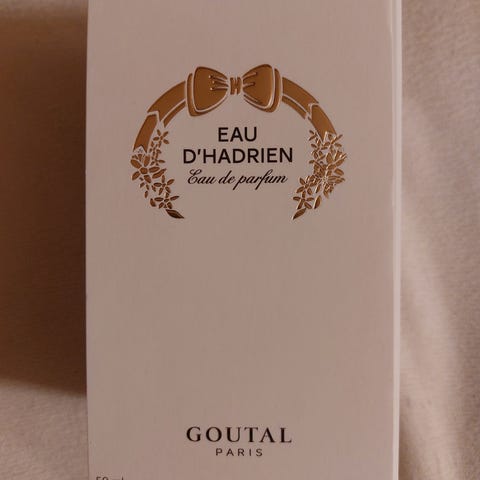 EAU
D'HADRIEN
Eau de parfum
GOUTAL
PARIS